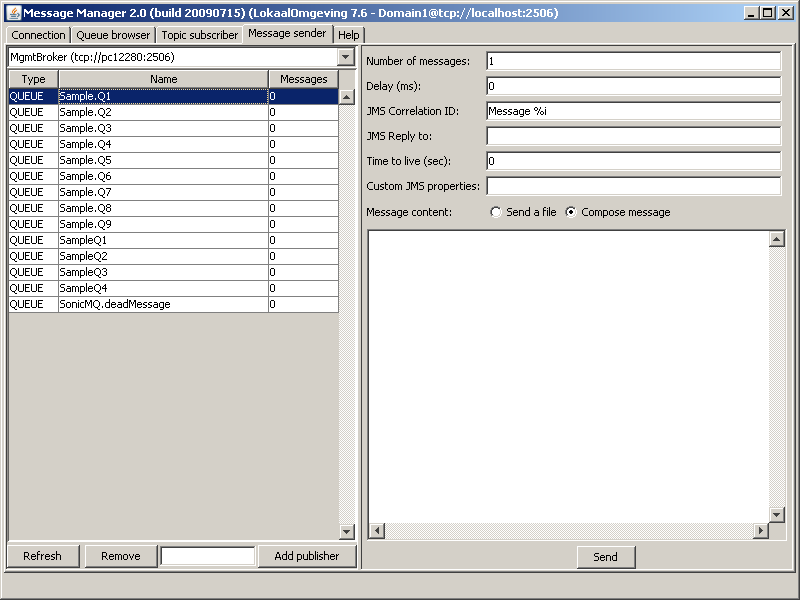 Message Manager 2.0 (build 20090715) (LokaalOmgeving 7.6 - Domain1@tcp://localhost:2506)
Connection Queue browser Topic subscriber Message sender Help
MgmtBroker (tcp://pc12280:2506)
Type Name Messages
QUEUE Sample.Q1 0
QUEUE Sample.Q2 0
QUEUE Sample.Q3 0
QUEUE Sample.Q4 0
QUEUE Sample.Q5 0
QUEUE Sample.Q6 0
QUEUE Sample.Q7 0
QUEUE Sample.Q8 0
QUEUE Sample.Q9 0
QUEUE SampleQ1 0
QUEUE SampleQ2 0
QUEUE SampleQ3 0
QUEUE SampleQ4 0
QUEUE SonicMQ.deadMessage 0
Refresh Remove Add publisher
Number of messages: 1
Delay (ms): 0
JMS Correlation ID: Message %i
JMS Reply to:
Time to live (sec): 0
Custom JMS properties:
Message content: Send a file Compose message
Send